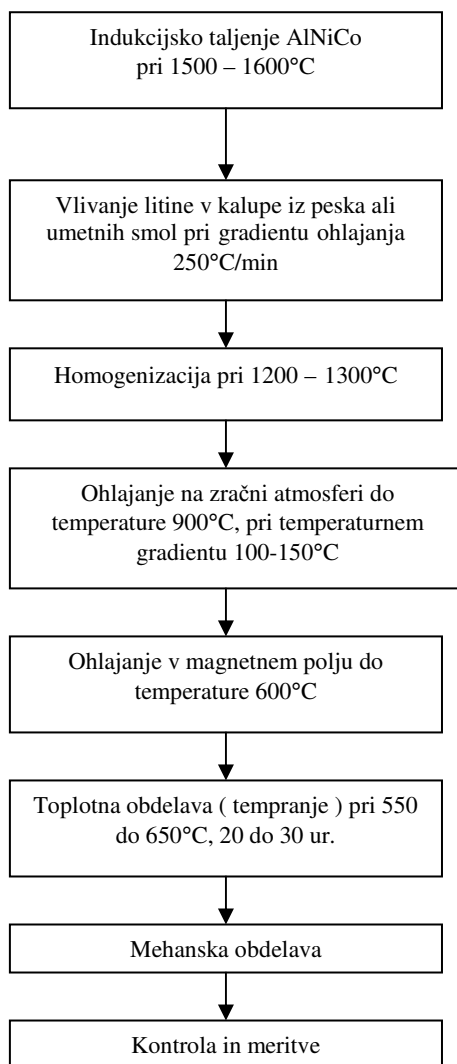 Indukcijsko taljenje AlNiCo
pri 1500 – 1600°C
Vlivanje litine v kalupe iz peska ali
umetnih smol pri gradientu ohlajanja
250°C/min
Homogenizacija pri 1200 – 1300°C
Ohlajanje na zračni atmosferi do
temperature 900°C, pri temperaturnem
gradientu 100-150°C
Ohlajanje v magnetnem polju do
temperature 600°C
Toplotna obdelava ( tempranje ) pri 550
do 650°C, 20 do 30 ur.
Mehanska obdelava
Kontrola in meritve